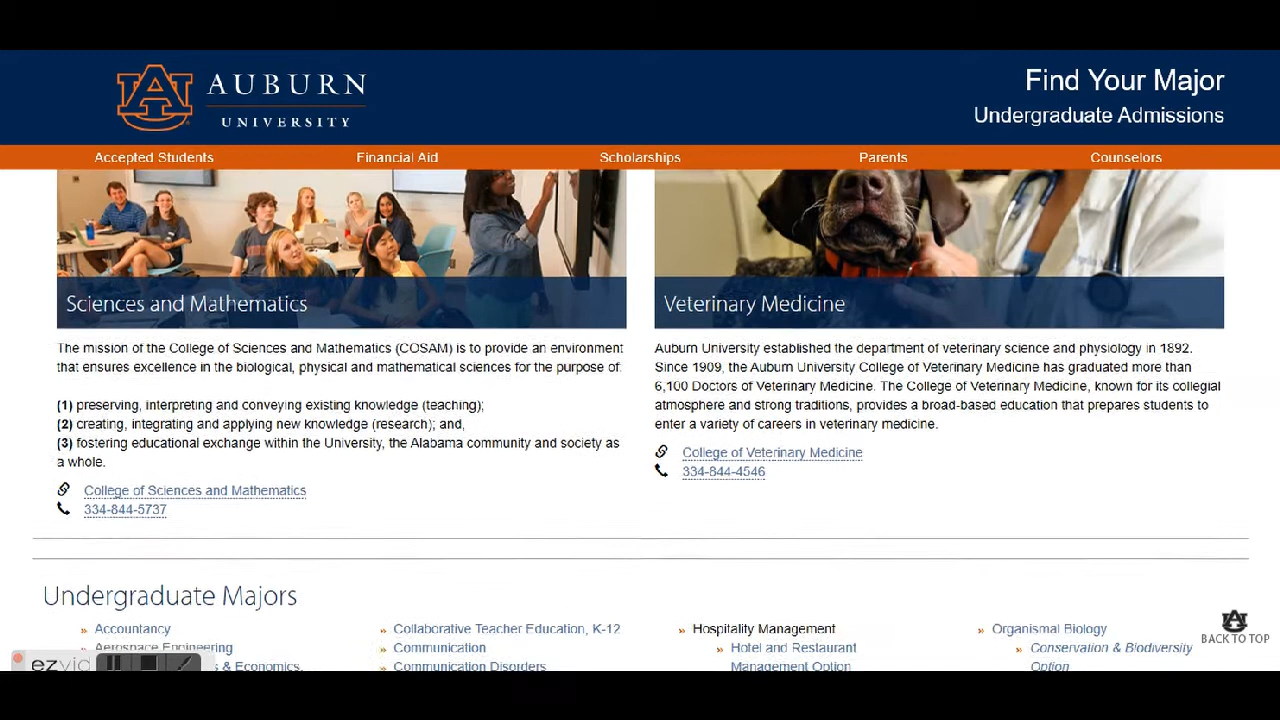 AUBURN
UNIVERSITY
Find Your Major
Undergraduate Admissions
Accepted Students
Financial Aid
Scholarships
Parents
Counselors
Sciences and Mathematics
The mission of the College of Sciences and Mathematics (COSAM) is to provide an environment
that ensures excellence in the biological, physical and mathematical sciences for the purpose of:
(1) preserving, interpreting and conveying existing knowledge (teaching);
(2) creating, integrating and applying new knowledge (research); and,
(3) fostering educational exchange within the University, the Alabama community and society as
a whole.
College of Sciences and Mathematics
334-844-5737
Veterinary Medicine
Auburn University established the department of veterinary science and physiology in 1892.
Since 1909, the Auburn University College of Veterinary Medicine has graduated more than
6,100 Doctors of Veterinary Medicine. The College of Veterinary Medicine, known for its collegial
atmosphere and strong traditions, provides a broad-based education that prepares students to
enter a variety of careers in veterinary medicine.
College of Veterinary Medicine
334-844-4546
Undergraduate Majors
» Accountancy
Aerospace Engineering
& Economics,
» Collaborative Teacher Education, K-12
» Communication
» Communication Disorders
» Hospitality Management
» Hotel and Restaurant
Management Option
» Organismal Biology
» Conservation & Biodiversity
Option
BACK TO TOP
ezvid